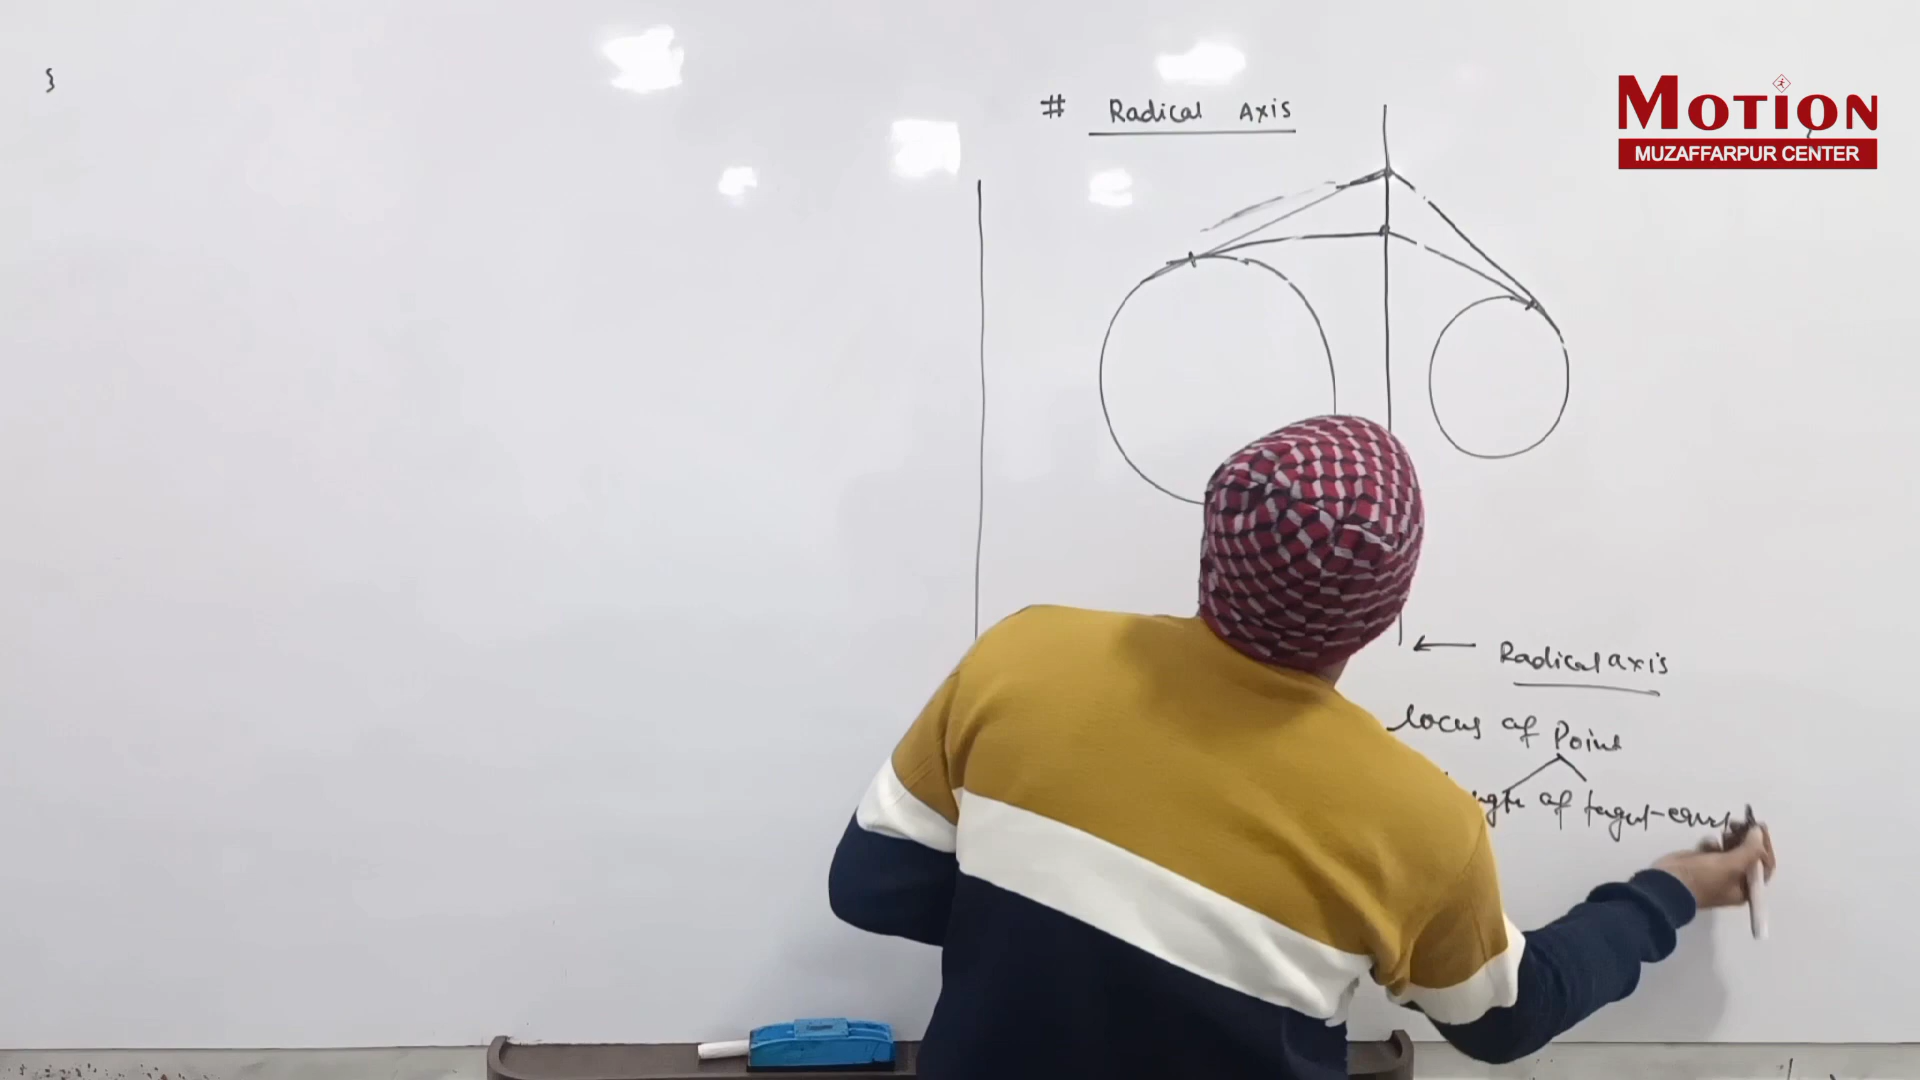 }
# Radical Axis
MOTION
MUZAFFARPUR CENTER
Radical axis
locus of Point
of